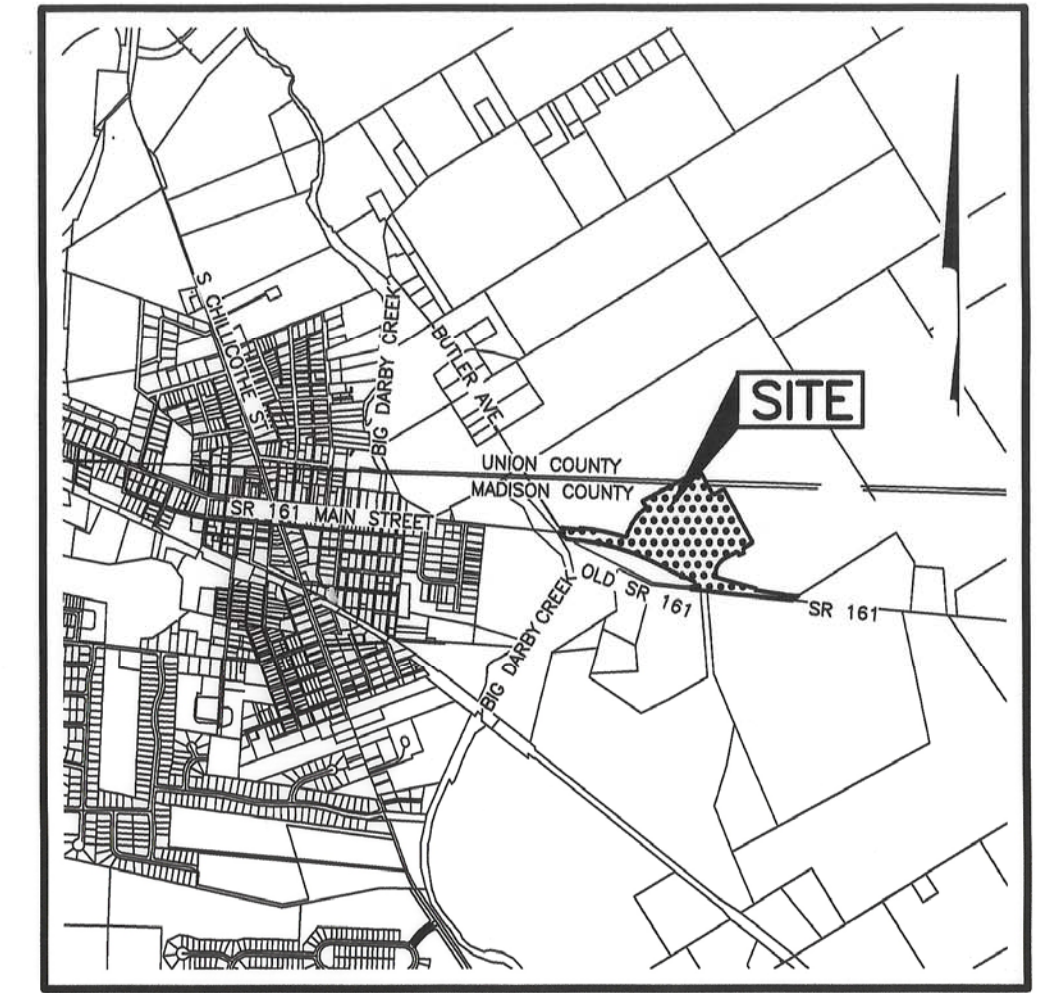 S CHILLICOTHE ST
BIG DARBY CREEK
BUTLER AVE
SITE
UNION COUNTY
MADISON COUNTY
SR 161 MAIN STREET
OLD SR 161
SR 161
BIG DARBY CREEK